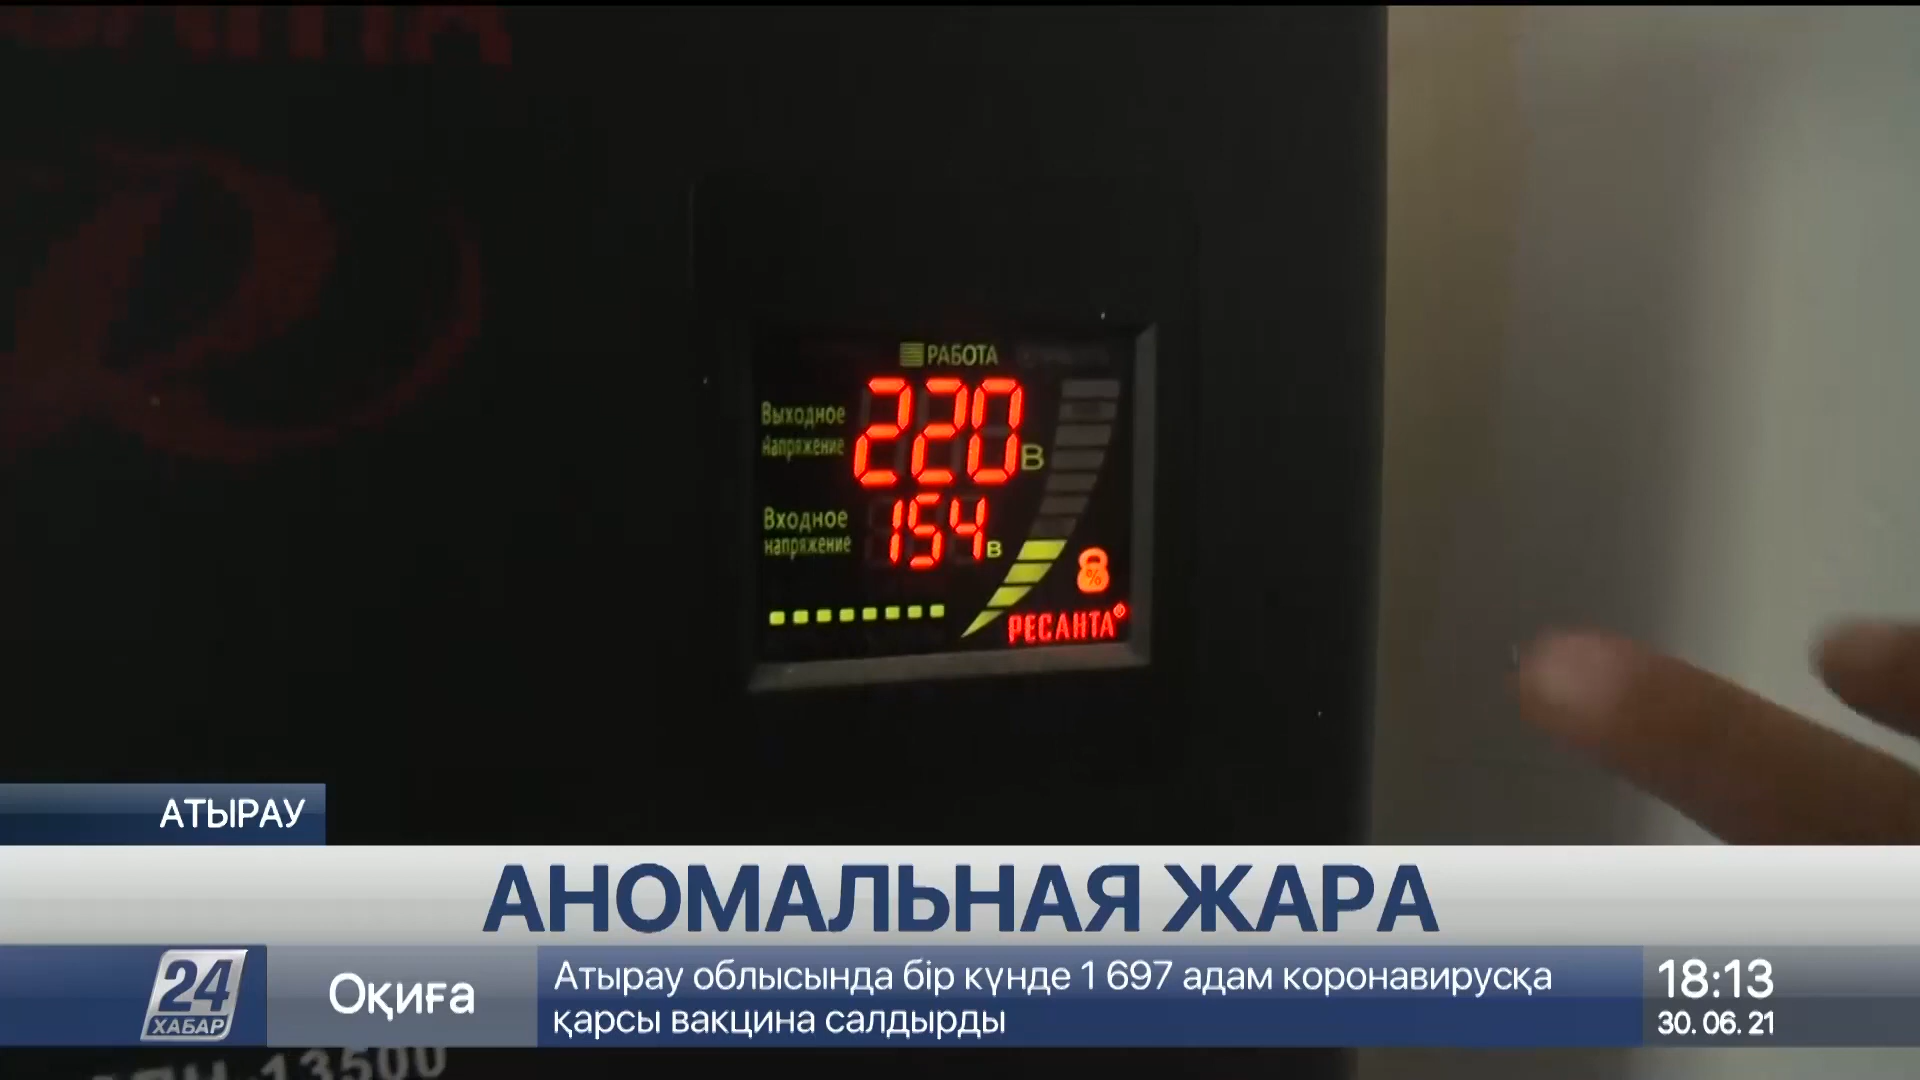 РАБОТА
Выходное
напряжение
220 В
Входное
напряжение
154 В
%
РЕСАНТА®
АТЫРАУ
АНОМАЛЬНАЯ ЖАРА
24
ХАБАР
Оқиға
Атырау облысында бір күнде 1 697 адам коронавирусқа
қарсы вакцина салдырды
18:13
30. 06. 21
13500